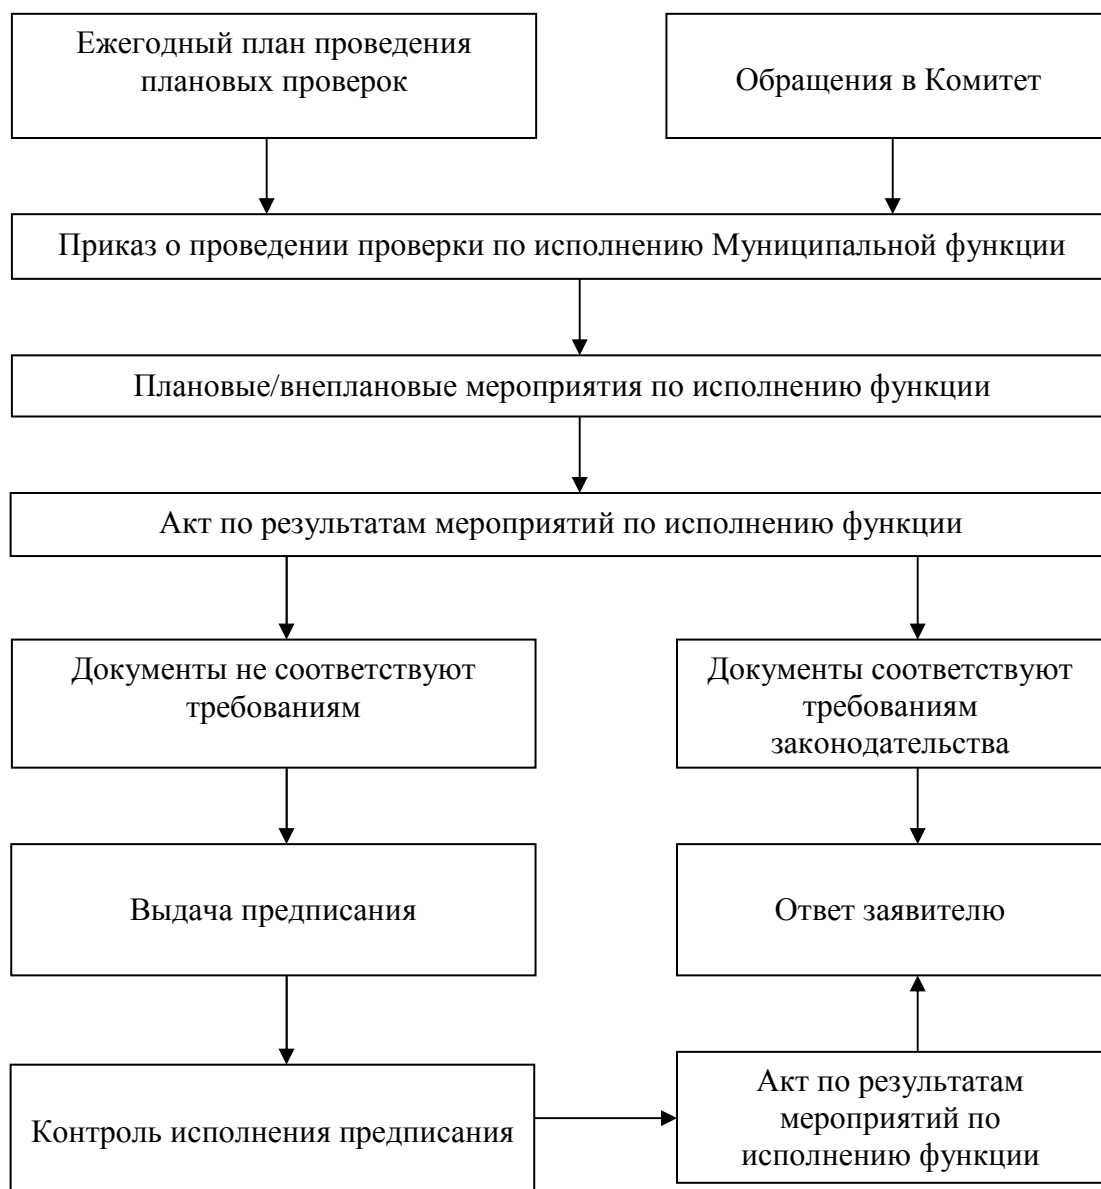 Ежегодный план проведения
плановых проверок
Обращения в Комитет
Приказ о проведении проверки по исполнению Муниципальной функции
Плановые/внеплановые мероприятия по исполнению функции
Акт по результатам мероприятий по исполнению функции
Документы не соответствуют
требованиям
Документы соответствуют
требованиям
законодательства
Выдача предписания
Ответ заявителю
Контроль исполнения предписания
Акт по результатам
мероприятий по
исполнению функции